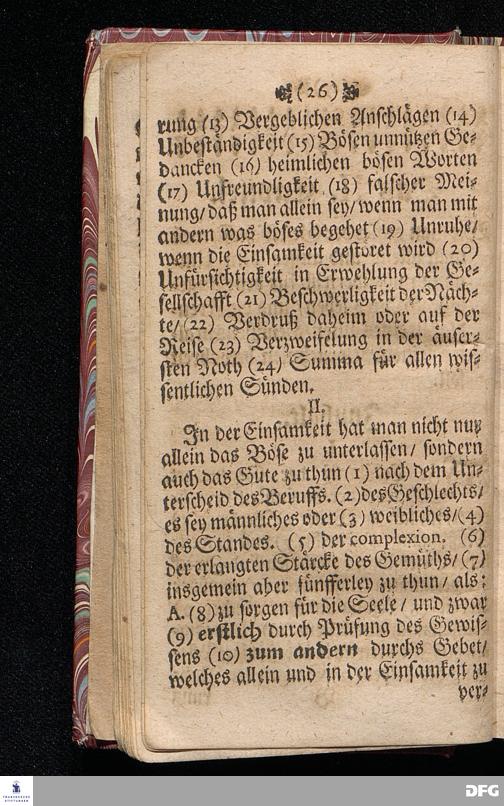 (26)
rung (13) Vergeblichen Anschlägen (14)
Unbeständigkeit (15) Bösen unnützen Ge-
dancken (16) heimlichen bösen Worten
(17) Unfreundligkeit (18) falscher Mei-
nung/ daß man allein sey/ wenn man mit
andern was böses begehet (19) Unruhe/
wenn die Einsamkeit gestöret wird (20)
Unfürsichtigkeit in Erwehlung der Ge-
sellschafft (21) Beschwerligkeit der Näch-
te/ (22) Verdruß daheim oder auf der
Reise (23) Verzweifelung in der äuser-
sten Noth (24) Summa für allen wis-
sentlichen Sünden.
II.
In der Einsamkeit hat man nicht nur
allein das Böse zu unterlassen/ sondern
auch das Gute zu thun (1) nach dem Un-
terscheid des Beruffs. (2) des Geschlechts/
es sey männliches oder (3) weibliches/ (4)
des Standes. (5) der complexion. (6)
der erlangten Stärcke des Gemüths/ (7)
insgemein aber fünfferley zu thun/ als:
A. (8) zu sorgen für die Seele/ und zwar
(9) erstlich durch Prüfung des Gewis-
sens (10) zum andern durchs Gebet/
welches allein und in der Einsamkeit zu
ver-
FRANCKESCHE
STIFTUNGEN
DFG